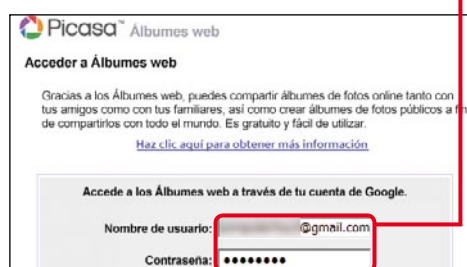 Picasa™ Álbumes web
Acceder a Álbumes web
Gracias a los Álbumes web, puedes compartir álbumes de fotos online tanto con
tus amigos como con tus familiares, así como crear álbumes de fotos públicos a fin
de compartirlos con todo el mundo. Es gratuito y fácil de utilizar.
Haz clic aquí para obtener más información
Accede a los Álbumes web a través de tu cuenta de Google.
Nombre de usuario: @gmail.com
Contraseña: ●●●●●●●●